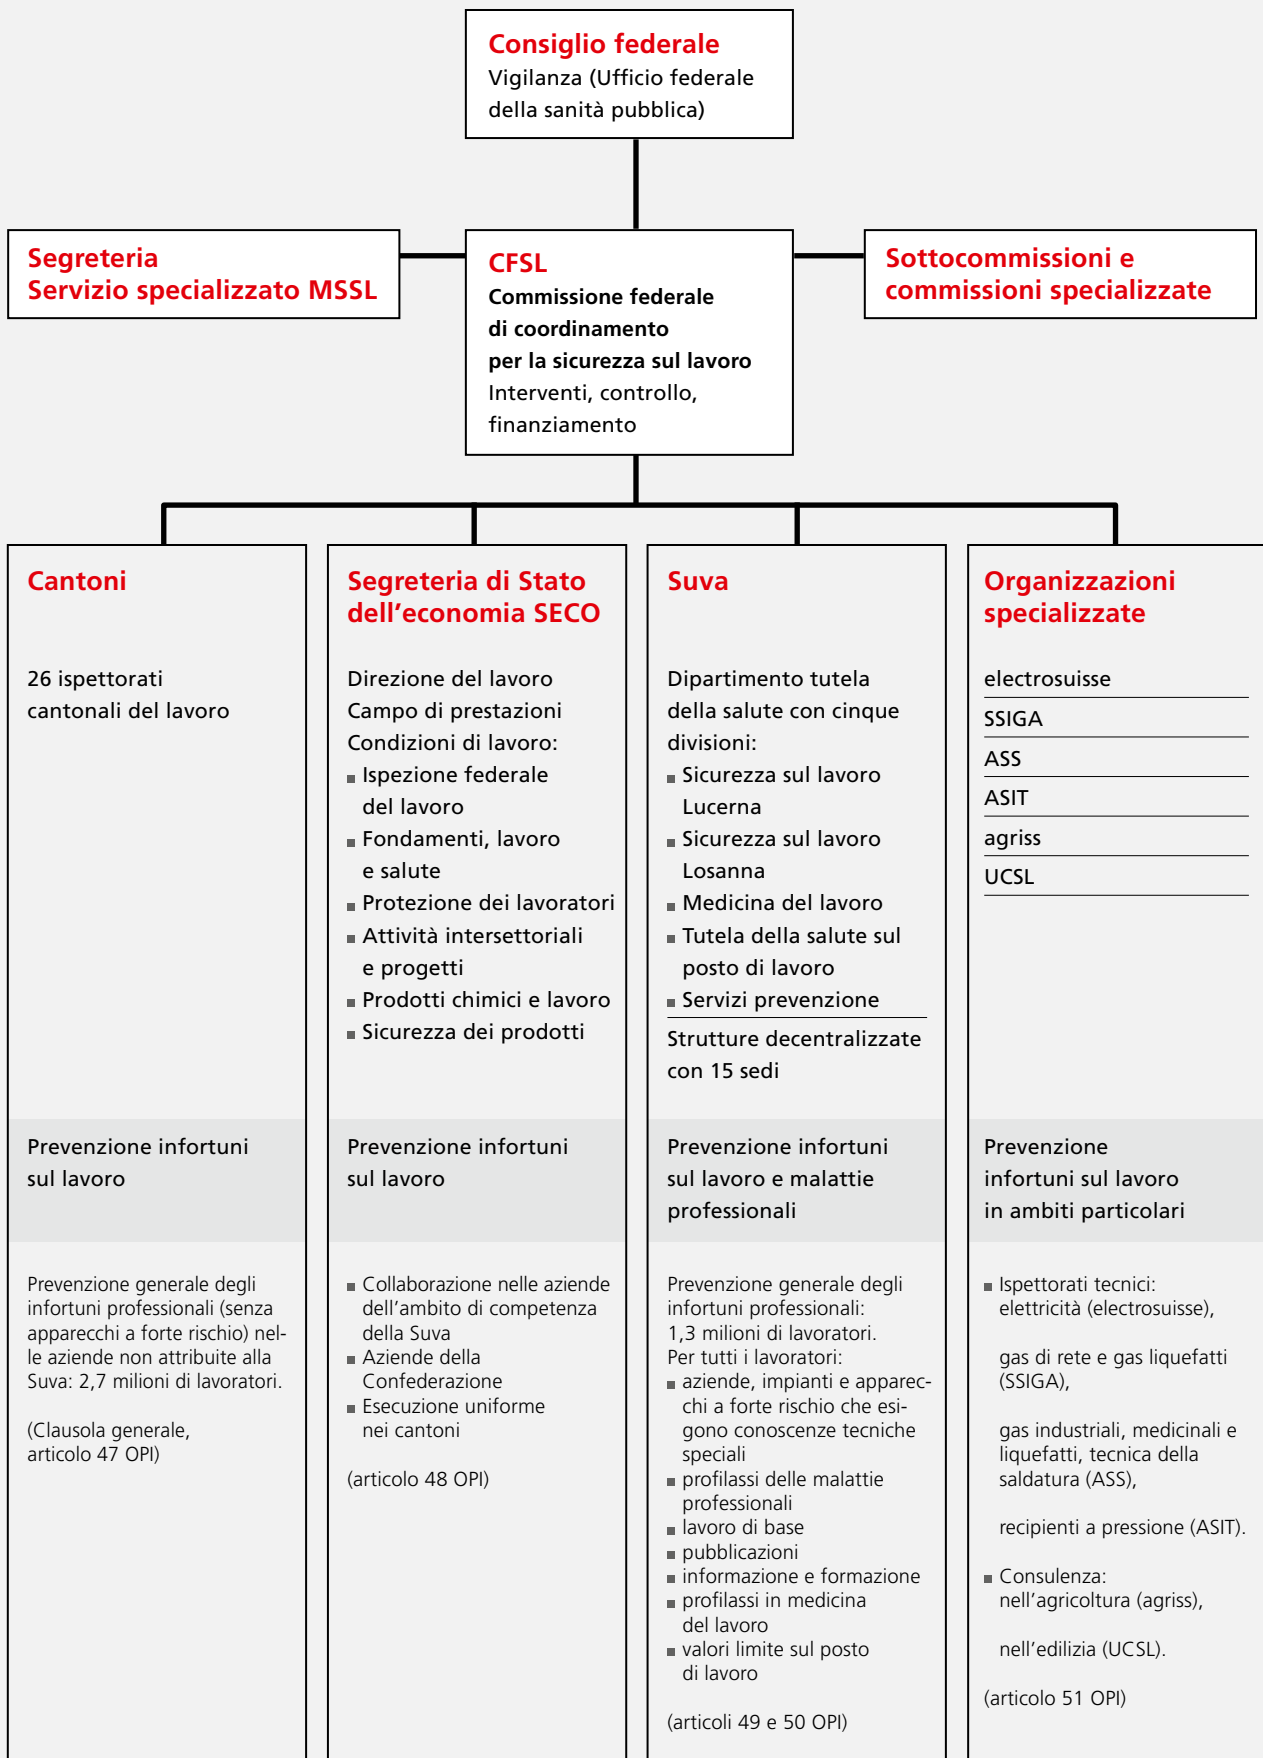 Consiglio federale
Vigilanza (Ufficio federale
della sanità pubblica)
Segreteria
Servizio specializzato MSSL
CFSL
Commissione federale
di coordinamento
per la sicurezza sul lavoro
Interventi, controllo,
finanziamento
Sottocommissioni e
commissioni specializzate
Cantoni
26 ispettorati
cantonali del lavoro
Prevenzione infortuni
sul lavoro
Prevenzione generale degli
infortuni professionali (senza
apparecchi a forte rischio) nel-
le aziende non attribuite alla
Suva: 2,7 milioni di lavoratori.
(Clausola generale,
articolo 47 OPI)
Segreteria di Stato
dell’economia SECO
Direzione del lavoro
Campo di prestazioni
Condizioni di lavoro:
■ Ispezione federale
del lavoro
■ Fondamenti, lavoro
e salute
■ Protezione dei lavoratori
■ Attività intersettoriali
e progetti
■ Prodotti chimici e lavoro
■ Sicurezza dei prodotti
Prevenzione infortuni
sul lavoro
■ Collaborazione nelle aziende
dell’ambito di competenza
della Suva
■ Aziende della
Confederazione
■ Esecuzione uniforme
nei cantoni
(articolo 48 OPI)
Suva
Dipartimento tutela
della salute con cinque
divisioni:
■ Sicurezza sul lavoro
Lucerna
■ Sicurezza sul lavoro
Losanna
■ Medicina del lavoro
■ Tutela della salute sul
posto di lavoro
■ Servizi prevenzione
Strutture decentralizzate
con 15 sedi
Prevenzione infortuni
sul lavoro e malattie
professionali
Prevenzione generale degli
infortuni professionali:
1,3 milioni di lavoratori.
Per tutti i lavoratori:
■ aziende, impianti e apparec-
chi a forte rischio che esi-
gono conoscenze tecniche
speciali
■ profilassi delle malattie
professionali
■ lavoro di base
■ pubblicazioni
■ informazione e formazione
■ profilassi in medicina
del lavoro
■ valori limite sul posto
di lavoro
(articoli 49 e 50 OPI)
Organizzazioni
specializzate
electrosuisse
SSIGA
ASS
ASIT
agriss
UCSL
Prevenzione
infortuni sul lavoro
in ambiti particolari
■ Ispettorati tecnici:
elettricità (electrosuisse),
gas di rete e gas liquefatti
(SSIGA),
gas industriali, medicinali e
liquefatti, tecnica della
saldatura (ASS),
recipienti a pressione (ASIT).
■ Consulenza:
nell’agricoltura (agriss),
nell’edilizia (UCSL).
(articolo 51 OPI)